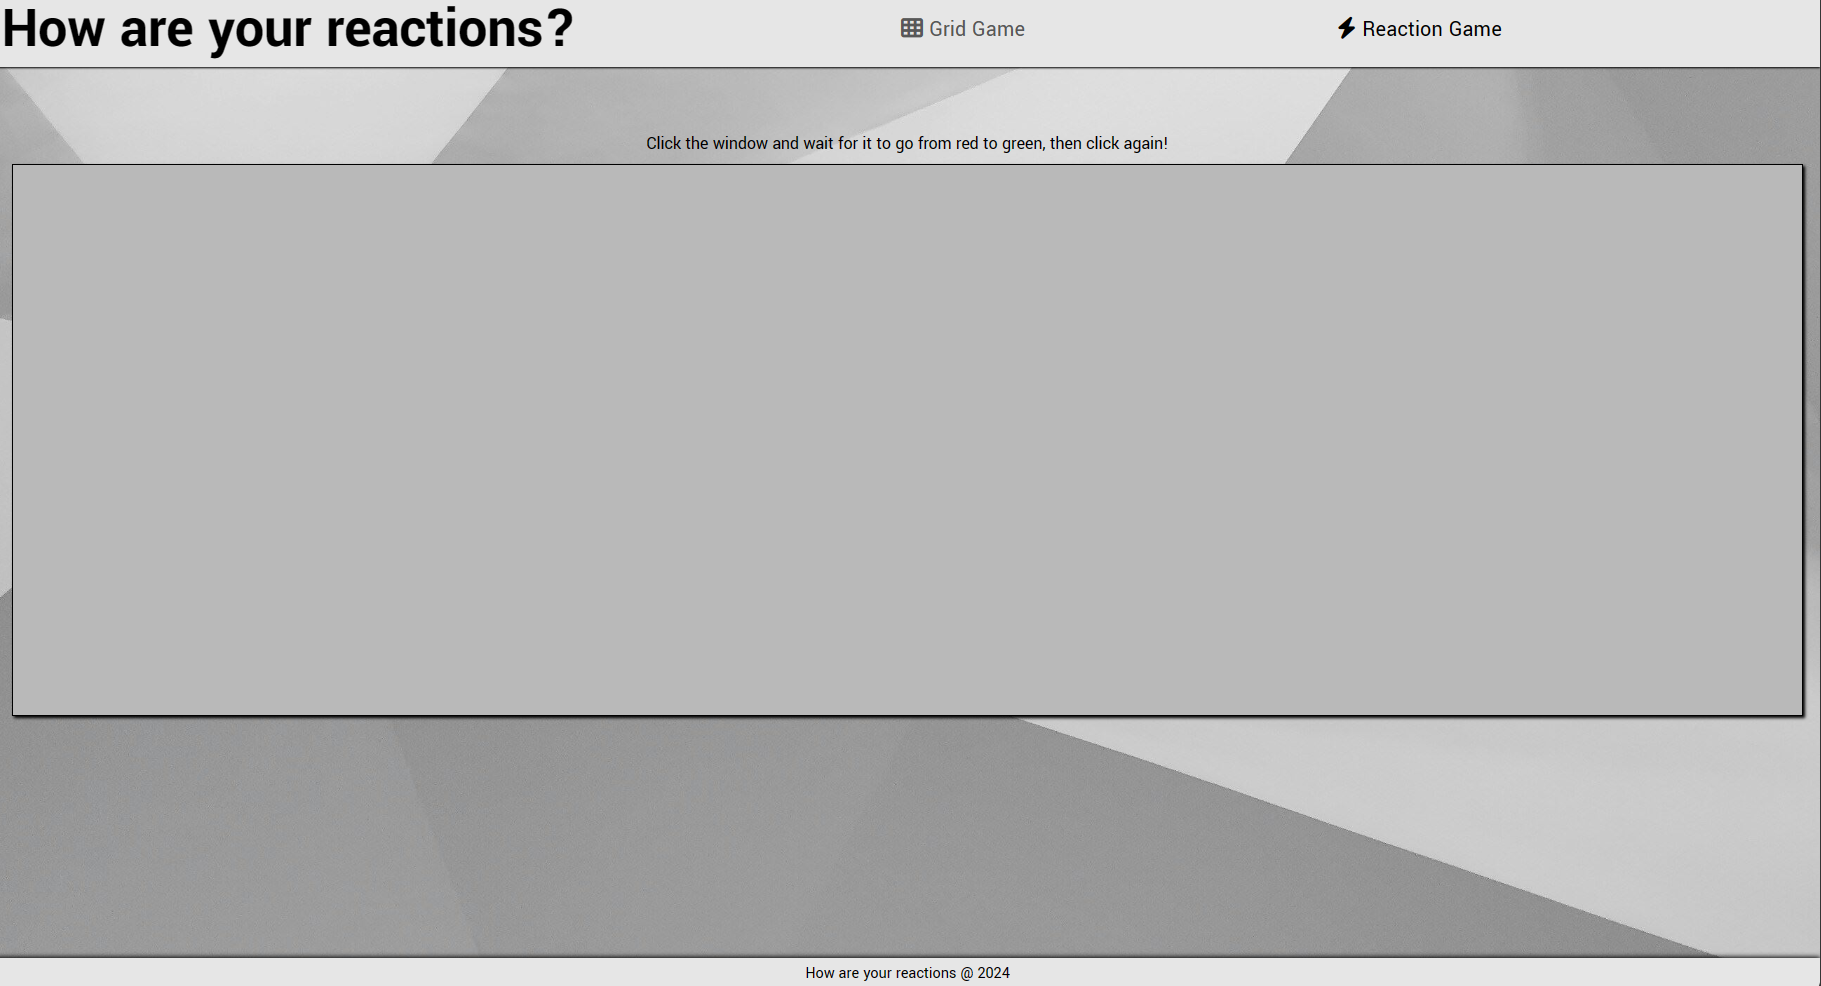 How are your reactions?
Grid Game
Reaction Game
Click the window and wait for it to go from red to green, then click again!
How are your reactions @ 2024